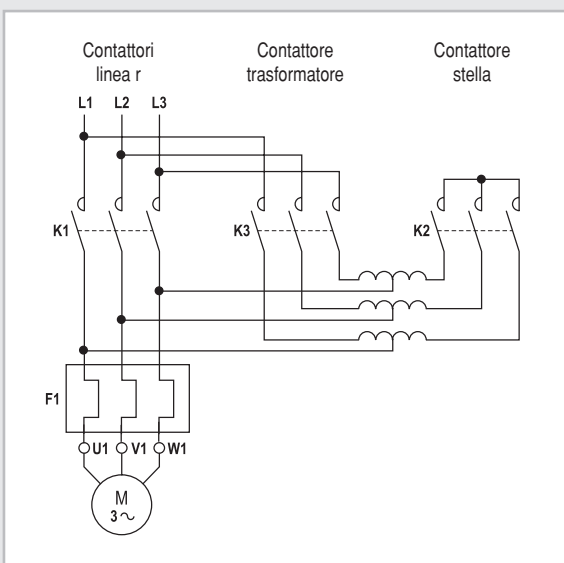 Contattori
linea r
Contattore
trasformatore
Contattore
stella
L1 L2 L3
K1
K3
K2
F1
U1 V1 W1
M
3~